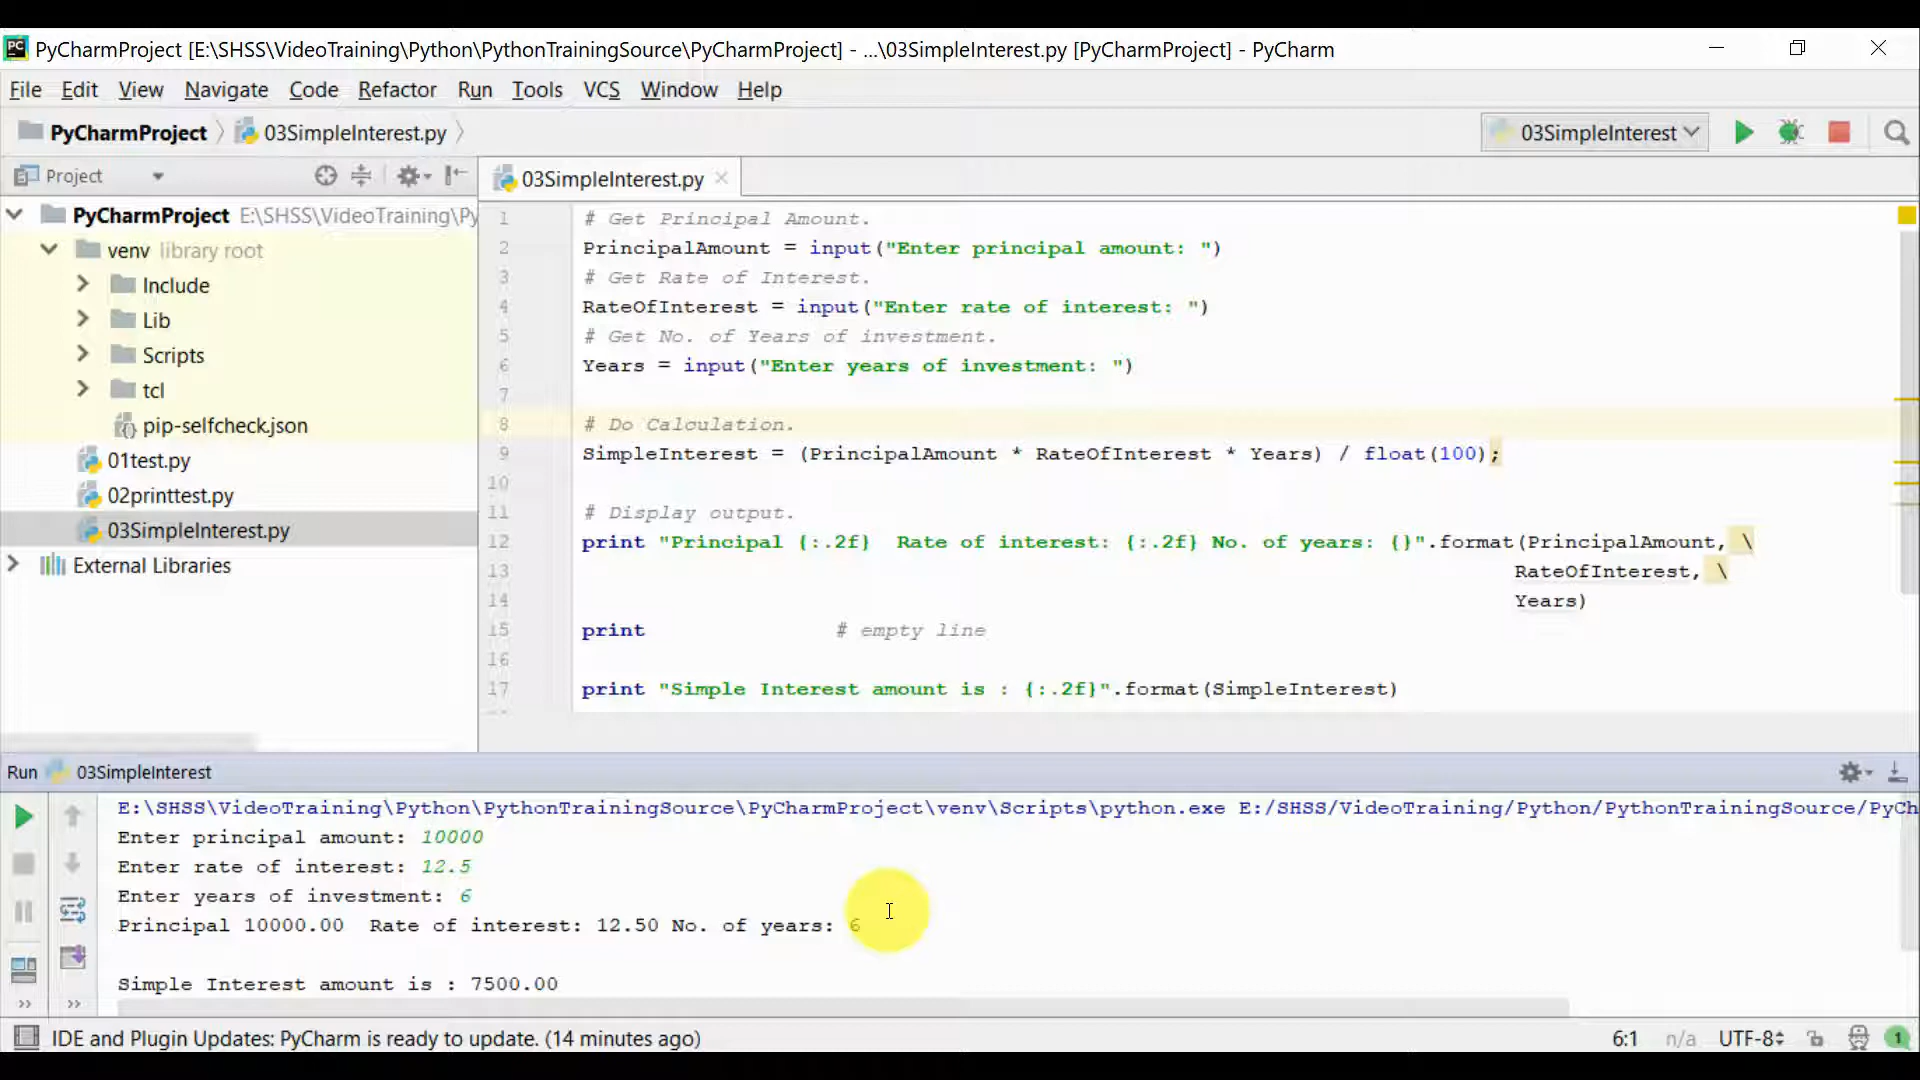 PyCharmProject [E:\SHSS\VideoTraining\Python\PythonTrainingSource\PyCharmProject] - ...\03SimpleInterest.py [PyCharmProject] - PyCharm
File Edit View Navigate Code Refactor Run Tools VCS Window Help
PyCharmProject 03SimpleInterest.py 03SimpleInterest
Project
03SimpleInterest.py
PyCharmProject E:\SHSS\VideoTraining\Py
venv library root
Include
Lib
Scripts
tcl
pip-selfcheck.json
01test.py
02printtest.py
03SimpleInterest.py
External Libraries
1 # Get Principal Amount.
2 PrincipalAmount = input("Enter principal amount: ")
3 # Get Rate of Interest.
4 RateOfInterest = input("Enter rate of interest: ")
5 # Get No. of Years of investment.
6 Years = input("Enter years of investment: ")
7
8 # Do Calculation.
9 SimpleInterest = (PrincipalAmount * RateOfInterest * Years) / float(100);
10
11 # Display output.
12 print "Principal {:.2f}  Rate of interest: {:.2f} No. of years: {}".format(PrincipalAmount, \
13 RateOfInterest, \
14 Years)
15 print # empty line
16
17 print "Simple Interest amount is : {:.2f}".format(SimpleInterest)
Run 03SimpleInterest
E:\SHSS\VideoTraining\Python\PythonTrainingSource\PyCharmProject\venv\Scripts\python.exe E:/SHSS/VideoTraining/Python/PythonTrainingSource/PyCh
Enter principal amount: 10000
Enter rate of interest: 12.5
Enter years of investment: 6
Principal 10000.00  Rate of interest: 12.50 No. of years: 6
Simple Interest amount is : 7500.00
IDE and Plugin Updates: PyCharm is ready to update. (14 minutes ago) 6:1 n/a UTF-8 1